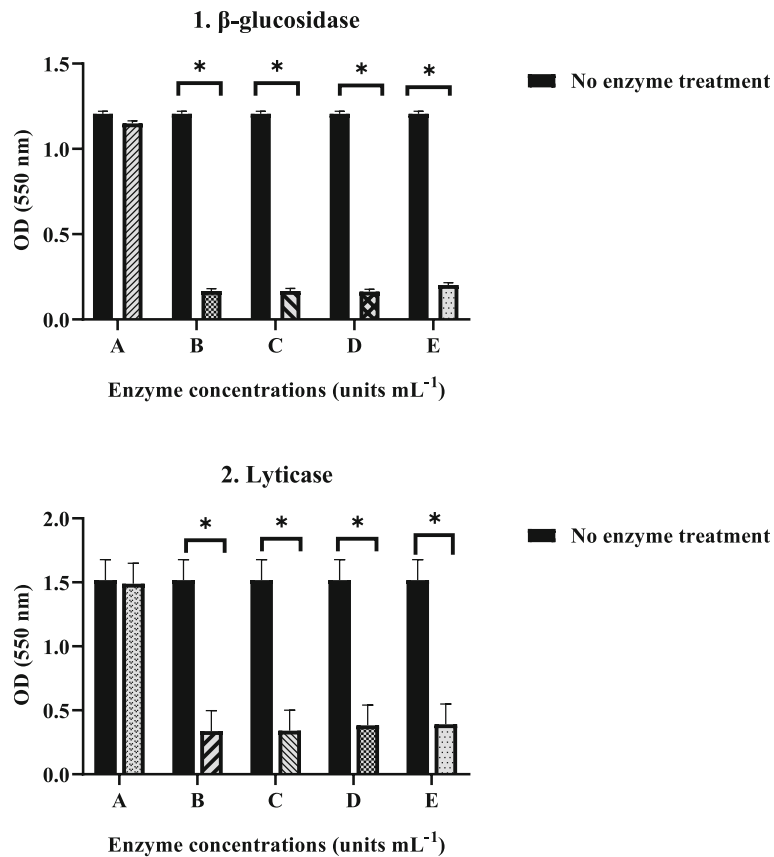 1. β-glucosidase
* * * *
1.5
1.0
0.5
0.0
OD (550 nm)
A B C D E
Enzyme concentrations (units mL⁻¹)
No enzyme treatment
2. Lyticase
* * * *
2.0
1.5
1.0
0.5
0.0
OD (550 nm)
A B C D E
Enzyme concentrations (units mL⁻¹)
No enzyme treatment